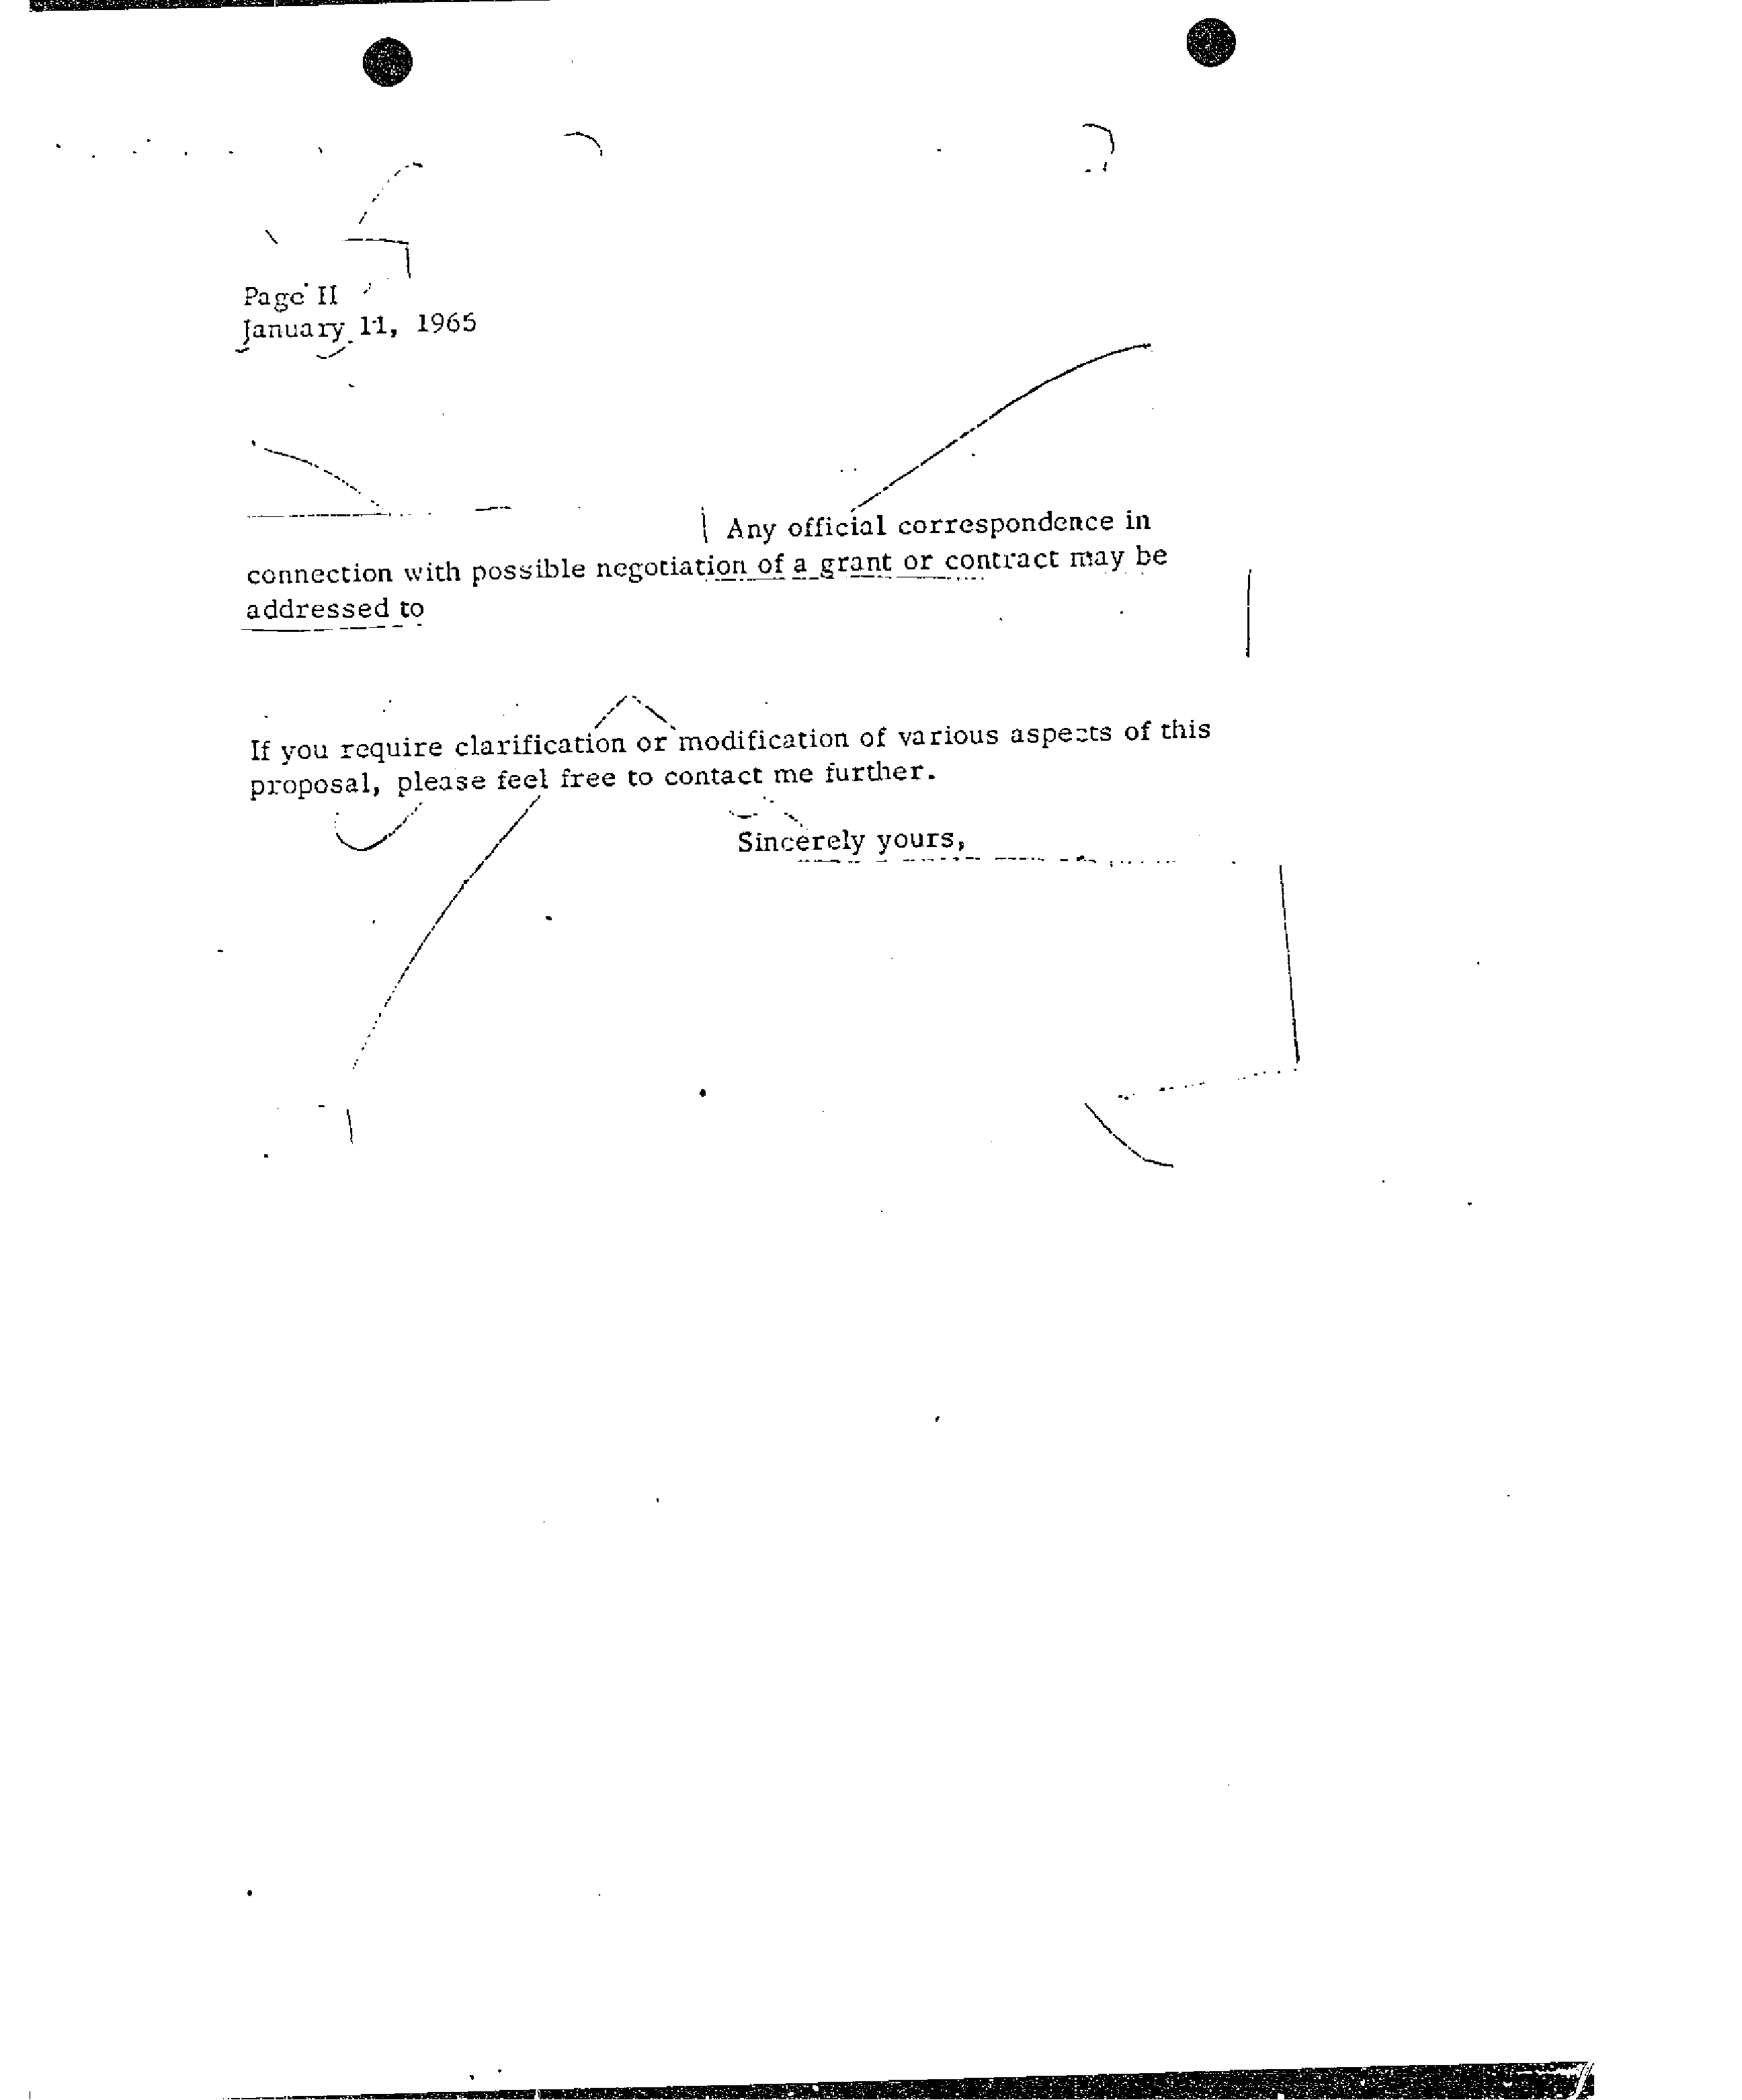 Page II
January 11, 1965
Any official correspondence in
connection with possible negotiation of a grant or contract may be
addressed to
If you require clarification or modification of various aspects of this
proposal, please feel free to contact me further.
Sincerely yours,